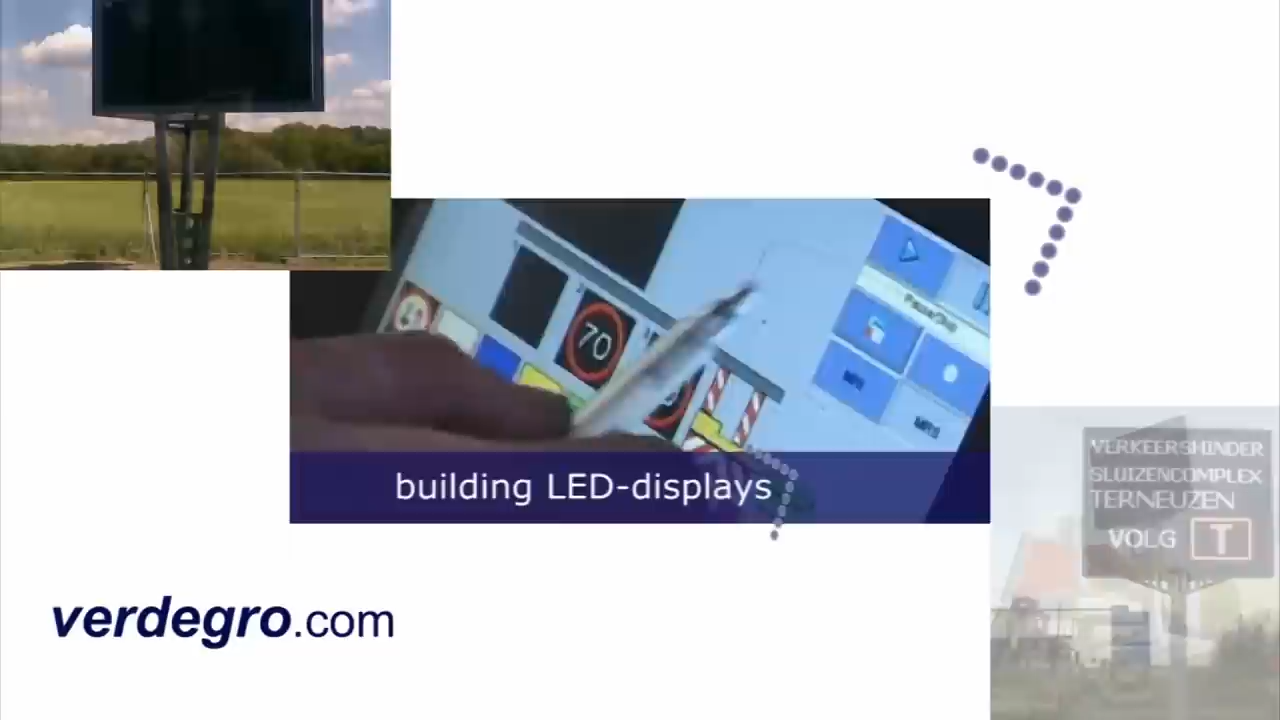 70
building LED-displays
VERKEERSHINDER
SLUIZENCOMPLEX
TERNEUZEN
VOLG T
verdegro.com